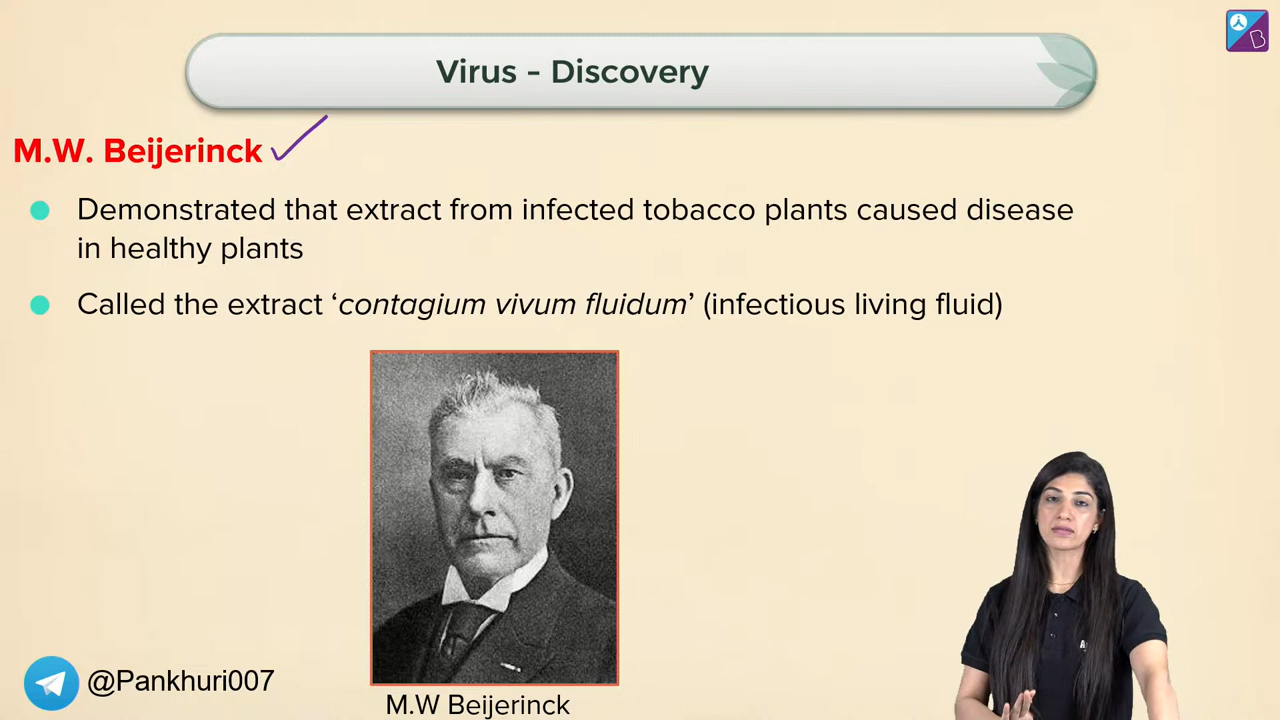 Virus - Discovery
M.W. Beijerinck
Demonstrated that extract from infected tobacco plants caused disease
in healthy plants
Called the extract ‘contagium vivum fluidum’ (infectious living fluid)
@Pankhuri007
M.W Beijerinck
B